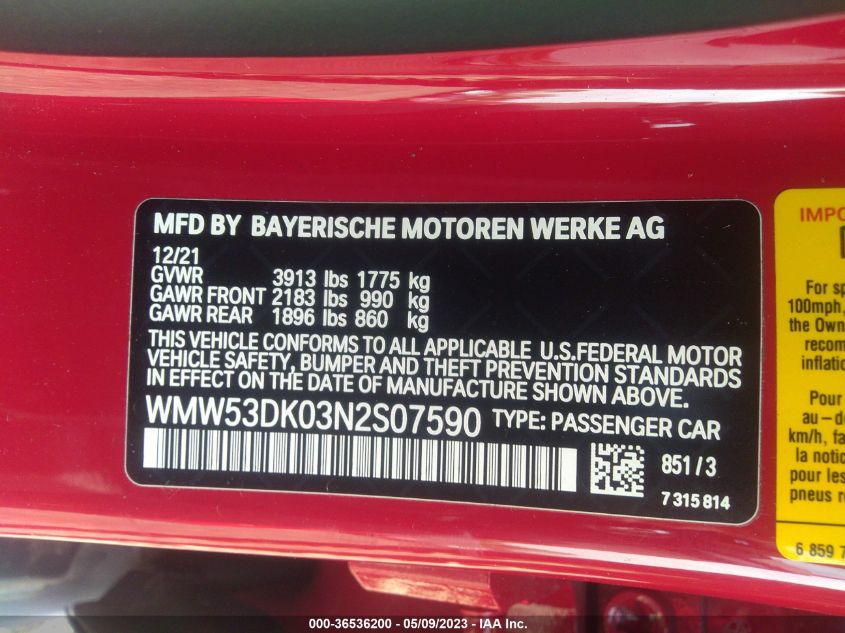 MFD BY BAYERISCHE MOTOREN WERKE AG
12/21
GVWR 3913 lbs 1775 kg
GAWR FRONT 2183 lbs 990 kg
GAWR REAR 1896 lbs 860 kg
THIS VEHICLE CONFORMS TO ALL APPLICABLE U.S.FEDERAL MOTOR
VEHICLE SAFETY, BUMPER AND THEFT PREVENTION STANDARDS
IN EFFECT ON THE DATE OF MANUFACTURE SHOWN ABOVE.
WMW53DK03N2S07590 TYPE: PASSENGER CAR
851/3
7315814
IMPO
For sp
100mph,
the Own
recom
inflatio
Pour
au-de
km/h, fa
la notic
pour les
pneus r
6 859 7
000-36536200 - 05/09/2023 - IAA Inc.